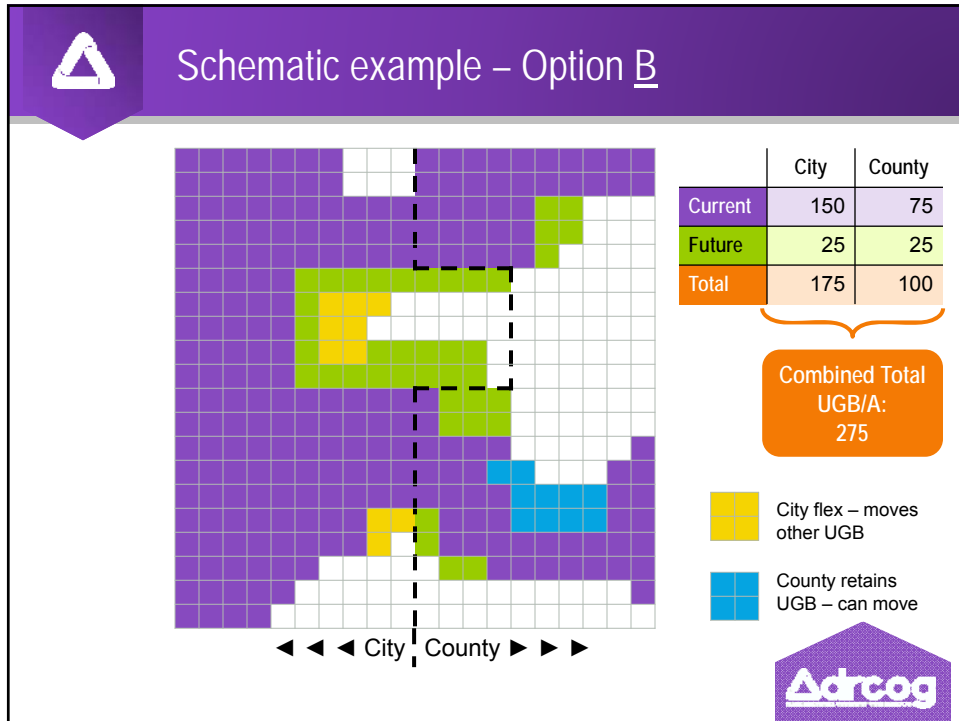 Schematic example – Option B
City County
Current 150 75
Future 25 25
Total 175 100
Combined Total
UGB/A:
275
City flex – moves
other UGB
County retains
UGB – can move
◄ ◄ ◄ City County ► ► ►
drcog